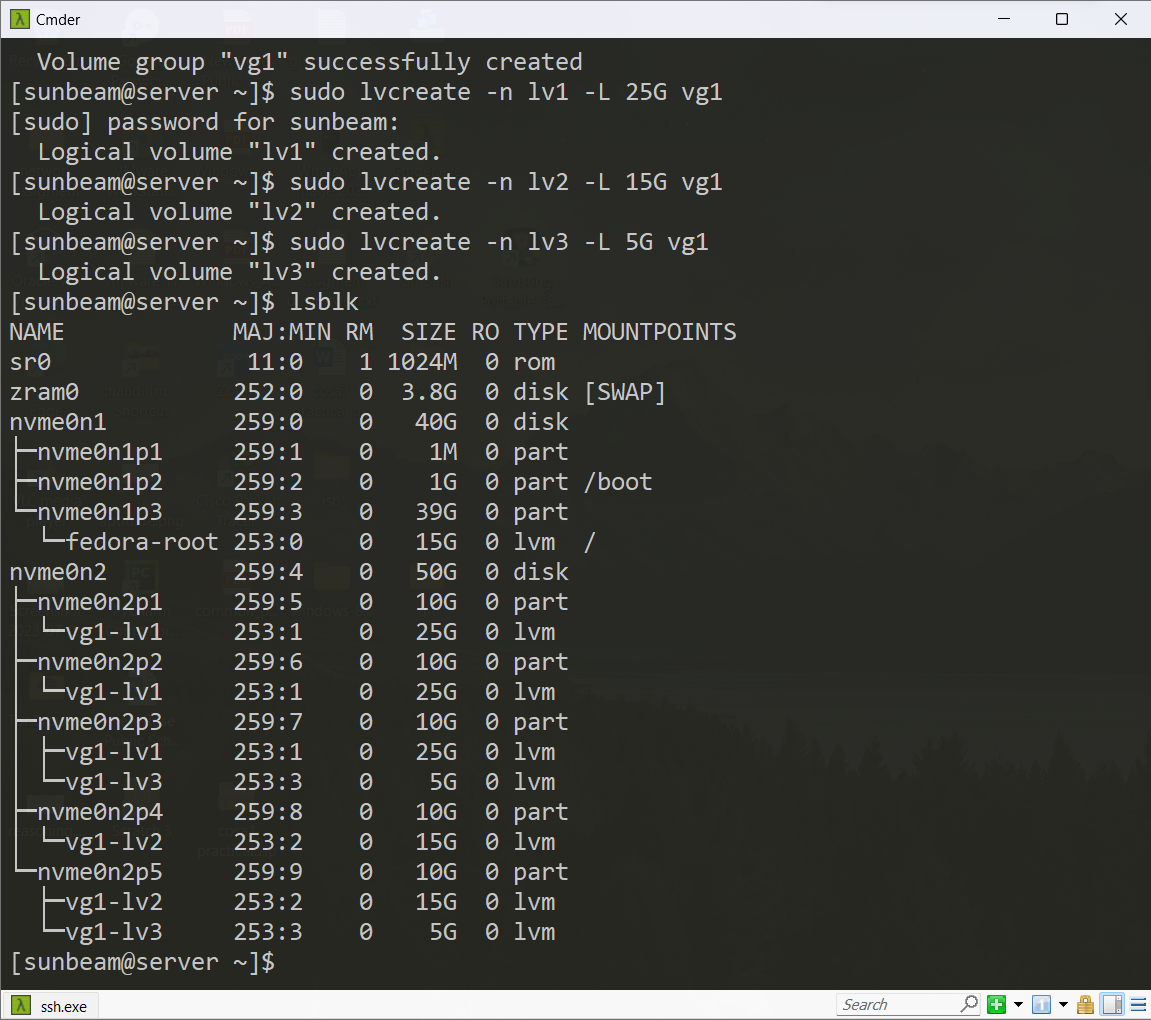 Cmder
  Volume group "vg1" successfully created
[sunbeam@server ~]$ sudo lvcreate -n lv1 -L 25G vg1
[sudo] password for sunbeam:
  Logical volume "lv1" created.
[sunbeam@server ~]$ sudo lvcreate -n lv2 -L 15G vg1
  Logical volume "lv2" created.
[sunbeam@server ~]$ sudo lvcreate -n lv3 -L 5G vg1
  Logical volume "lv3" created.
[sunbeam@server ~]$ lsblk
NAME            MAJ:MIN RM  SIZE RO TYPE MOUNTPOINTS
sr0              11:0    1 1024M  0 rom
zram0           252:0    0  3.8G  0 disk [SWAP]
nvme0n1         259:0    0   40G  0 disk
├─nvme0n1p1     259:1    0    1M  0 part
├─nvme0n1p2     259:2    0    1G  0 part /boot
└─nvme0n1p3     259:3    0   39G  0 part
  └─fedora-root 253:0    0   15G  0 lvm  /
nvme0n2         259:4    0   50G  0 disk
├─nvme0n2p1     259:5    0   10G  0 part
│ └─vg1-lv1     253:1    0   25G  0 lvm
├─nvme0n2p2     259:6    0   10G  0 part
│ └─vg1-lv1     253:1    0   25G  0 lvm
├─nvme0n2p3     259:7    0   10G  0 part
│ ├─vg1-lv1     253:1    0   25G  0 lvm
│ └─vg1-lv3     253:3    0    5G  0 lvm
├─nvme0n2p4     259:8    0   10G  0 part
│ └─vg1-lv2     253:2    0   15G  0 lvm
└─nvme0n2p5     259:9    0   10G  0 part
  ├─vg1-lv2     253:2    0   15G  0 lvm
  └─vg1-lv3     253:3    0    5G  0 lvm
[sunbeam@server ~]$
ssh.exe
Search